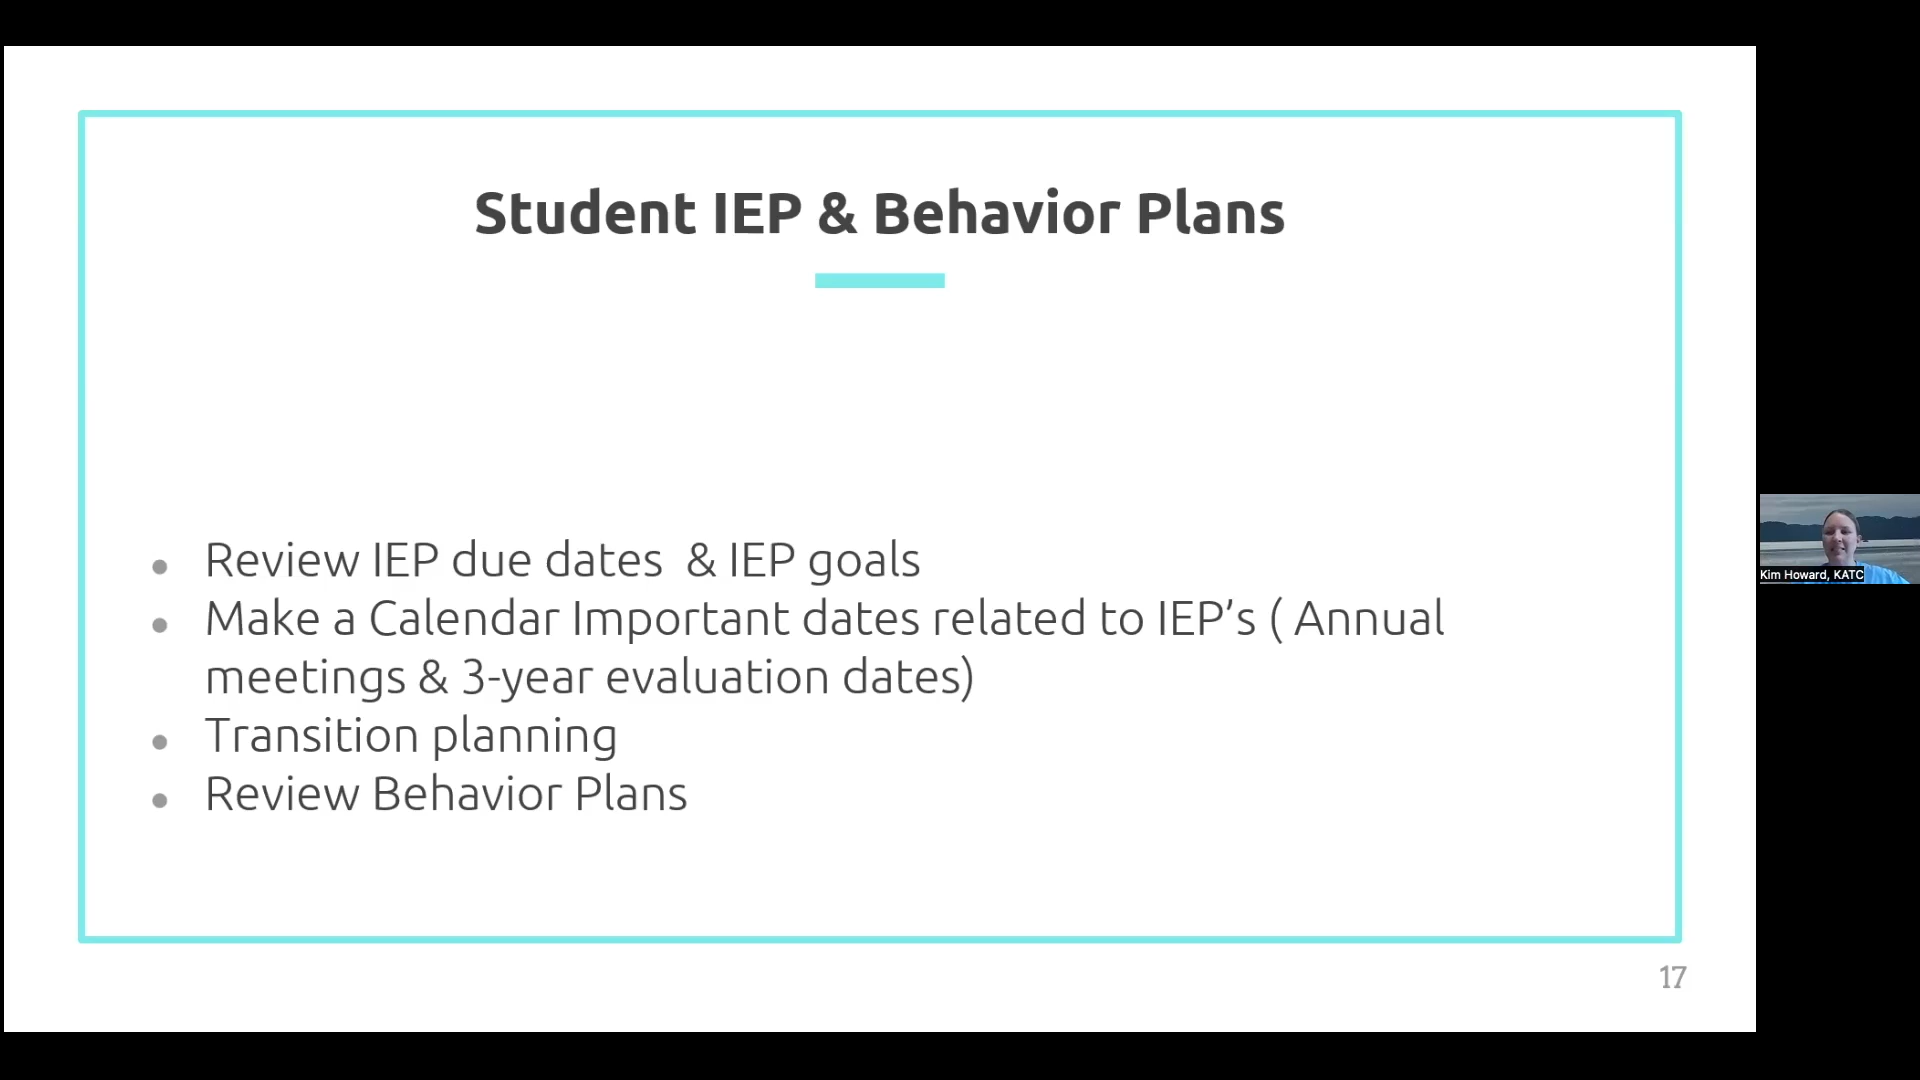 Student IEP & Behavior Plans
● Review IEP due dates  & IEP goals
● Make a Calendar Important dates related to IEP’s ( Annual
meetings & 3-year evaluation dates)
● Transition planning
● Review Behavior Plans
Kim Howard, KATC
17